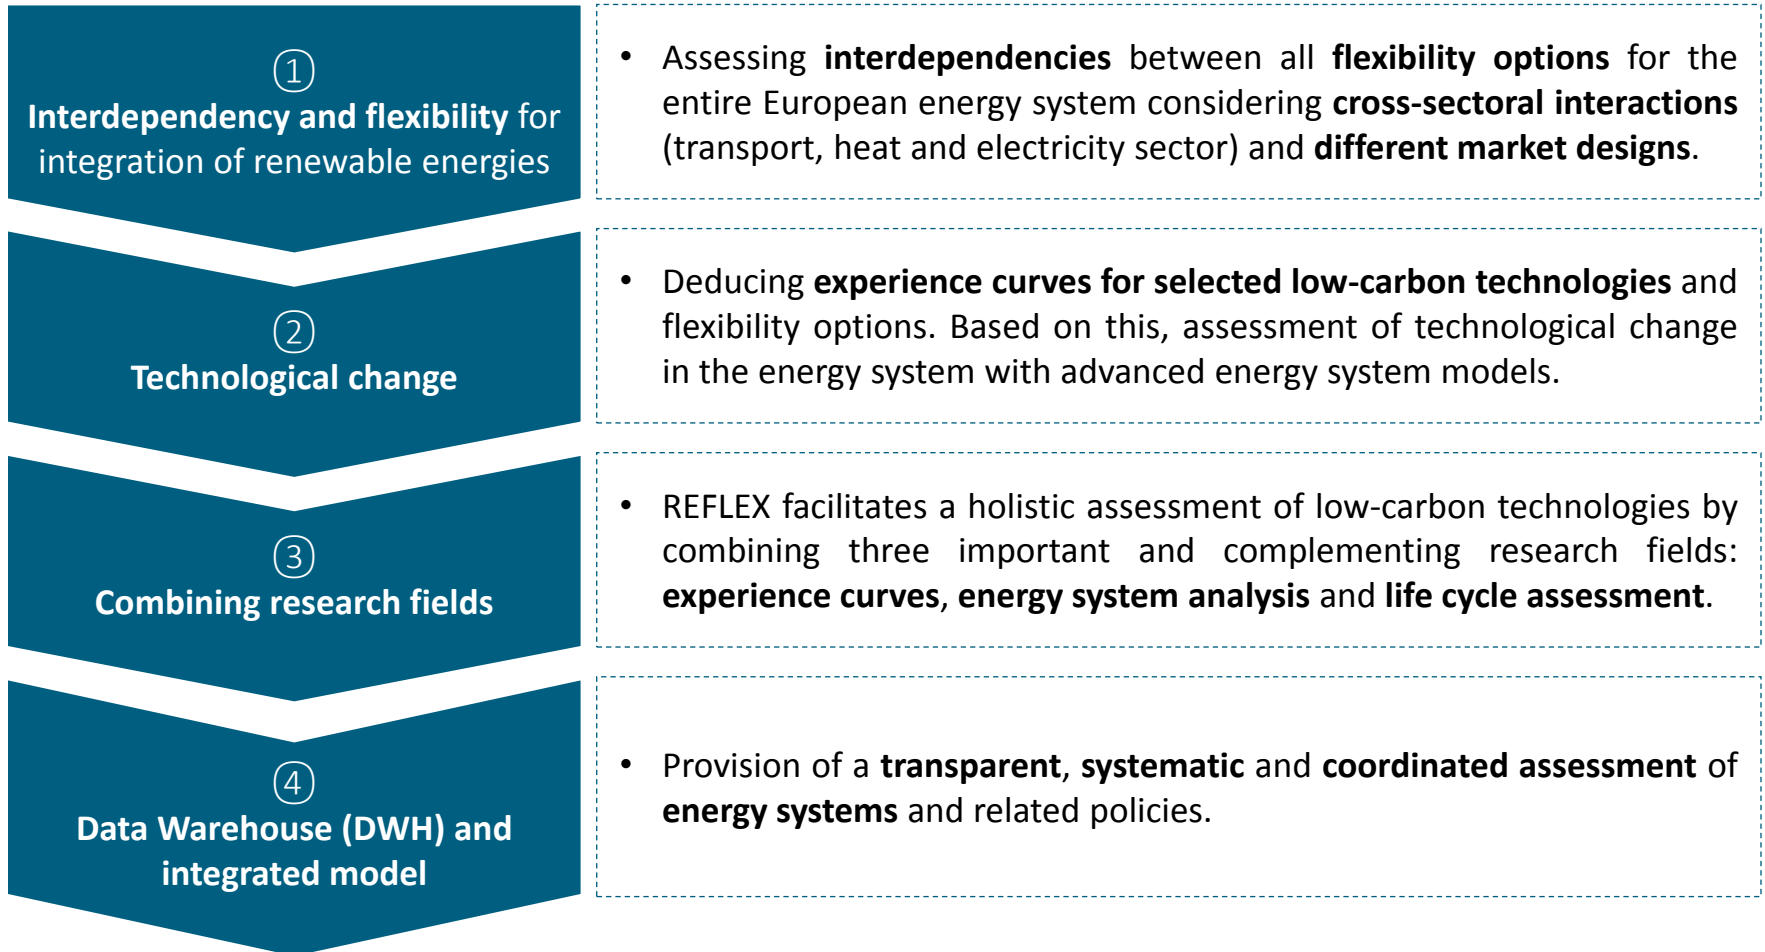 ①
Interdependency and flexibility for
integration of renewable energies
• Assessing interdependencies between all flexibility options for the
entire European energy system considering cross-sectoral interactions
(transport, heat and electricity sector) and different market designs.
②
Technological change
• Deducing experience curves for selected low-carbon technologies and
flexibility options. Based on this, assessment of technological change
in the energy system with advanced energy system models.
③
Combining research fields
• REFLEX facilitates a holistic assessment of low-carbon technologies by
combining three important and complementing research fields:
experience curves, energy system analysis and life cycle assessment.
④
Data Warehouse (DWH) and
integrated model
• Provision of a transparent, systematic and coordinated assessment of
energy systems and related policies.